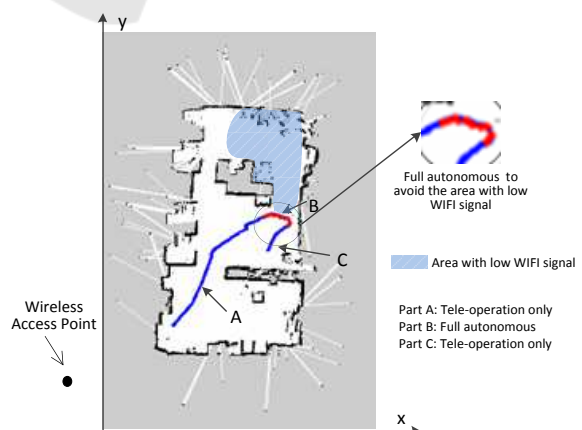 y
B
C
A
Wireless
Access Point
Full autonomous to
avoid the area with low
WIFI signal
Area with low WIFI signal
Part A: Tele-operation only
Part B: Full autonomous
Part C: Tele-operation only
x